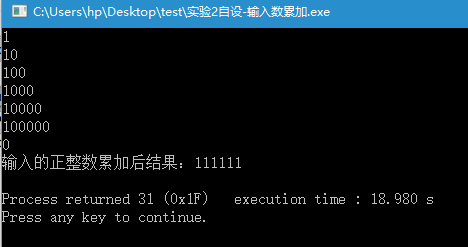 C:\Users\hp\Desktop\test\实验2自设-输入数累加.exe
1
10
100
1000
10000
100000
0
输入的正整数累加后结果：111111
Process returned 31 (0x1F)   execution time : 18.980 s
Press any key to continue.